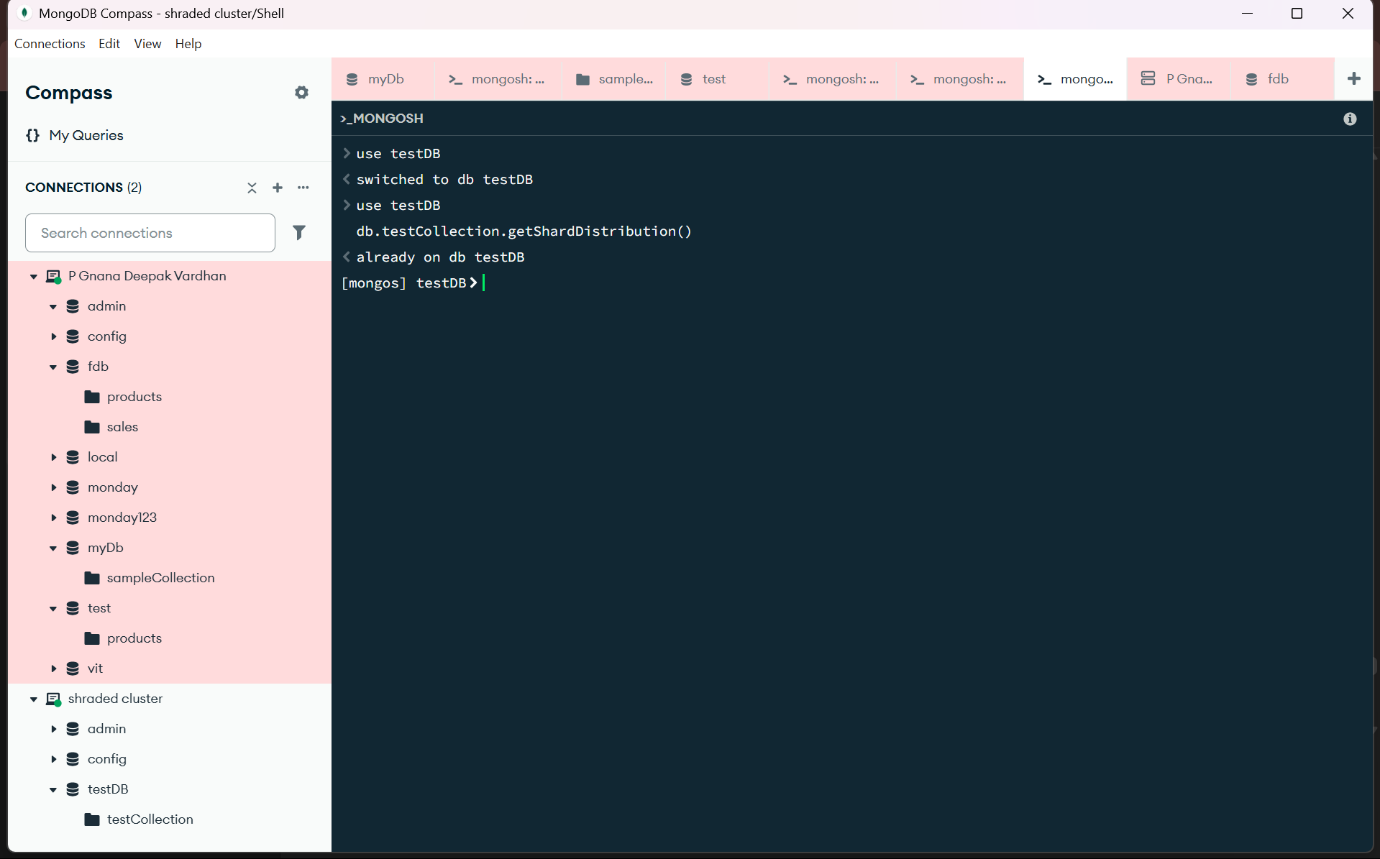 MongoDB Compass - shraded cluster/Shell
Connections Edit View Help
Compass
{} My Queries
CONNECTIONS (2)
Search connections
P Gnana Deepak Vardhan
admin
config
fdb
products
sales
local
monday
monday123
myDb
sampleCollection
test
products
vit
shraded cluster
admin
config
testDB
testCollection
myDb >_ mongosh: ... sample... test >_ mongosh: ... >_ mongosh: ... >_ mongo... P Gna... fdb +
>_MONGOSH
> use testDB
< switched to db testDB
> use testDB
db.testCollection.getShardDistribution()
< already on db testDB
[mongos] testDB>